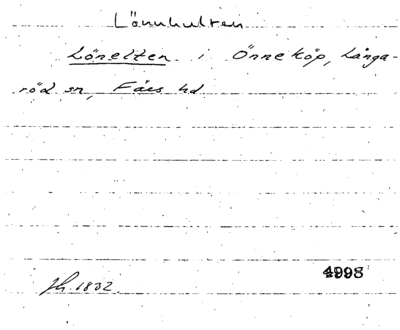 Lönnhulten
Lönelten i Önneköp, Långa-
röd sn, Färs hd
Jh. 1832.
4998